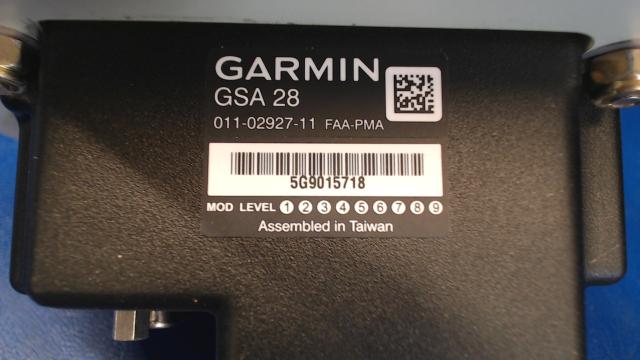 GARMIN
GSA 28
011-02927-11 FAA-PMA
5G9015718
MOD LEVEL 1 2 3 4 5 6 7 8 9
Assembled in Taiwan